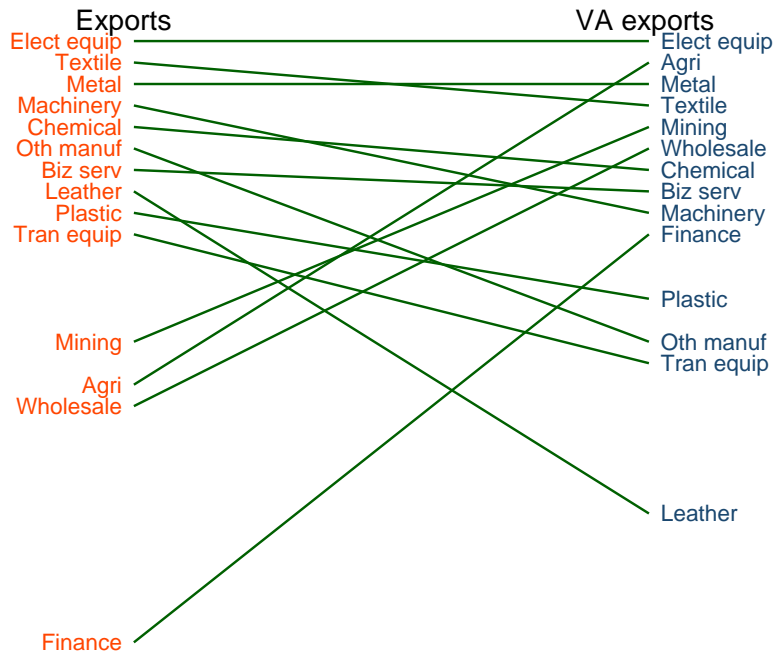 Exports
Elect equip
Textile
Metal
Machinery
Chemical
Oth manuf
Biz serv
Leather
Plastic
Tran equip
Mining
Agri
Wholesale
Finance
VA exports
Elect equip
Agri
Metal
Textile
Mining
Wholesale
Chemical
Biz serv
Machinery
Finance
Plastic
Oth manuf
Tran equip
Leather